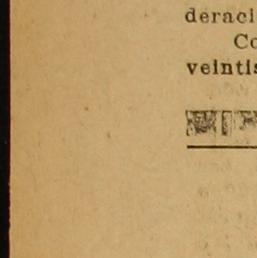 deraci
Co
veintis